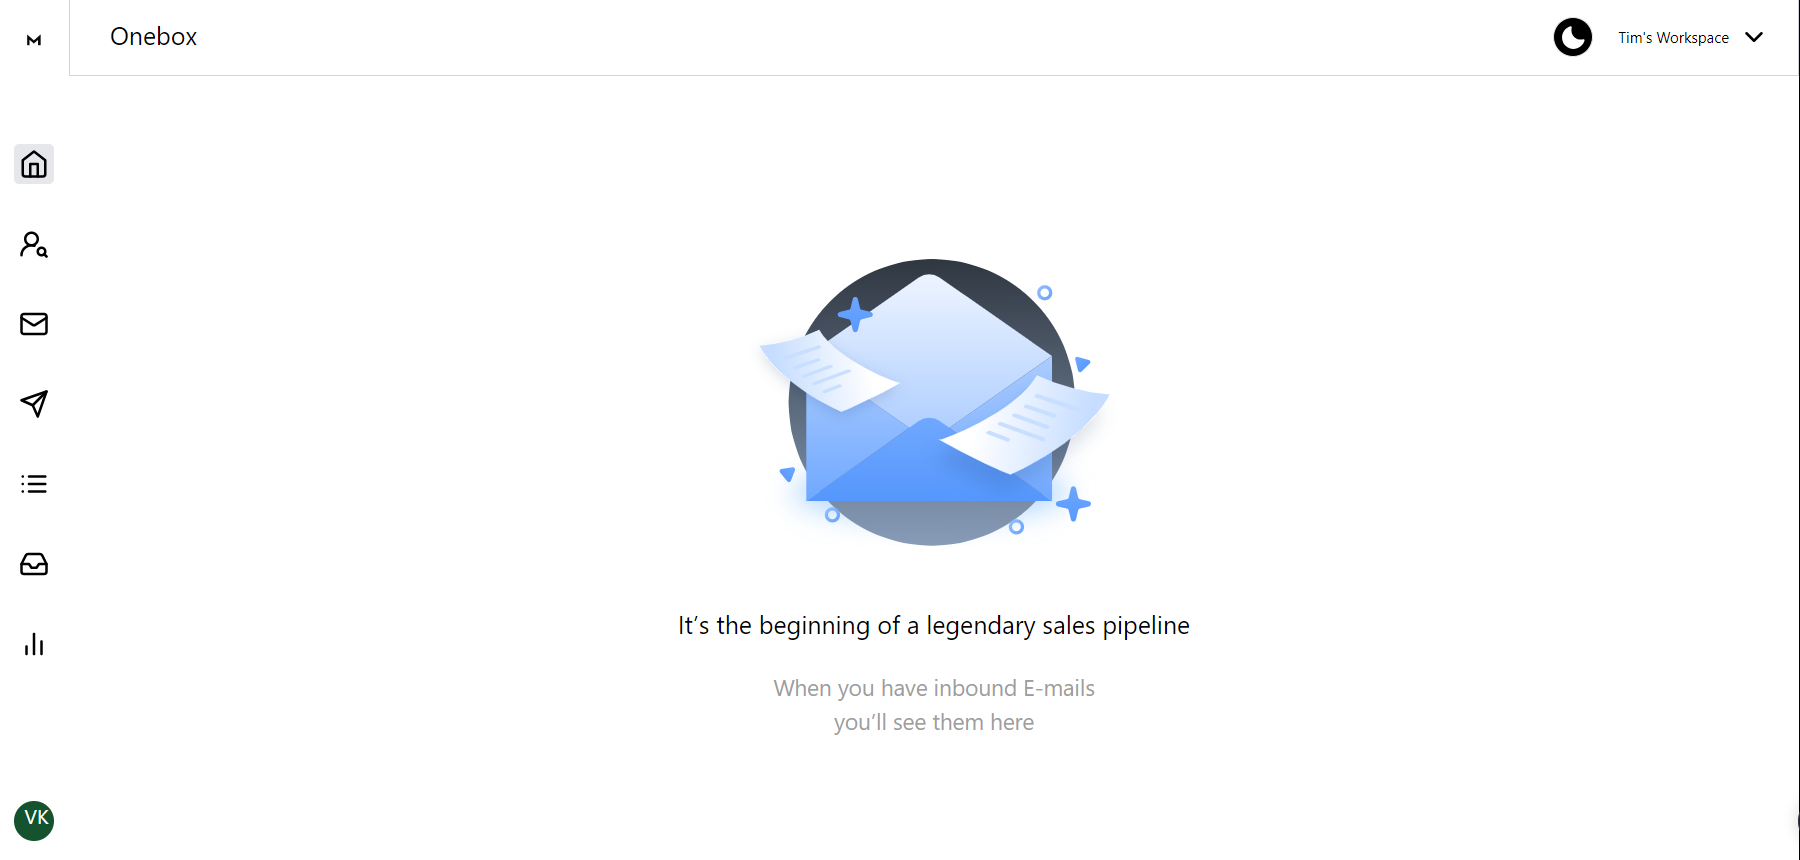 M
Onebox
Tim's Workspace
It’s the beginning of a legendary sales pipeline
When you have inbound E-mails
you’ll see them here
VK